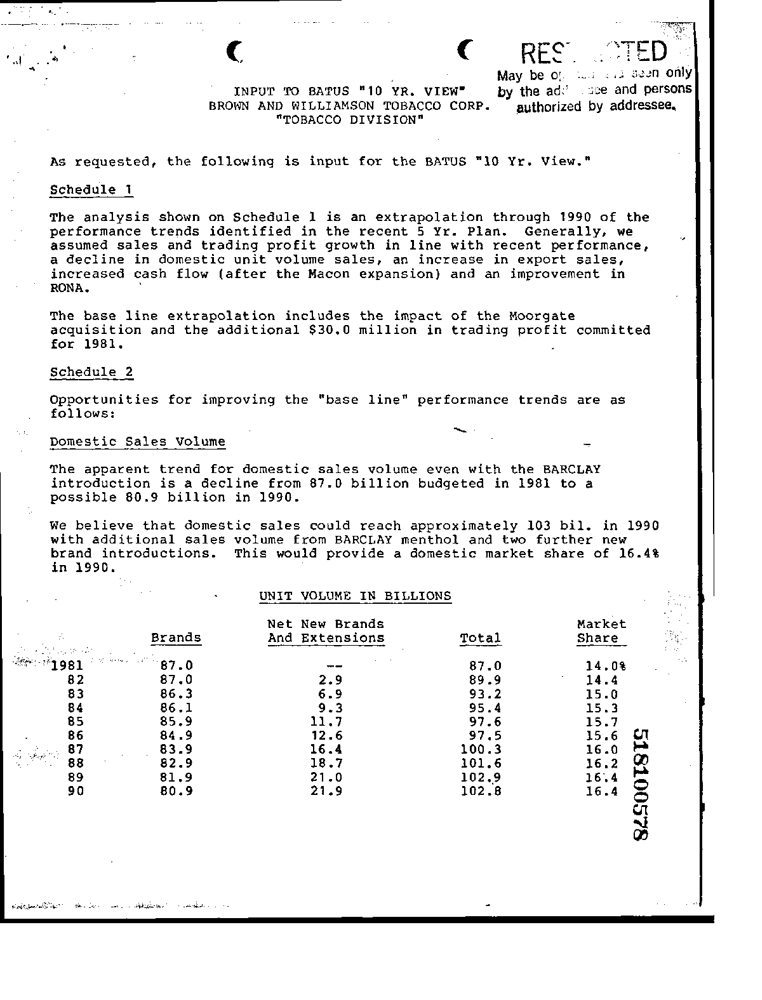 RES CTED
May be o seen only
INPUT TO BATUS "10 YR. VIEW" by the ad see and persons
BROWN AND WILLIAMSON TOBACCO CORP. authorized by addressee.
"TOBACCO DIVISION"
As requested, the following is input for the BATUS "10 Yr. View."
Schedule 1
The analysis shown on Schedule 1 is an extrapolation through 1990 of the
performance trends identified in the recent 5 Yr. Plan. Generally, we
assumed sales and trading profit growth in line with recent performance,
a decline in domestic unit volume sales, an increase in export sales,
increased cash flow (after the Macon expansion) and an improvement in
RONA.
The base line extrapolation includes the impact of the Moorgate
acquisition and the additional $30.0 million in trading profit committed
for 1981.
Schedule 2
Opportunities for improving the "base line" performance trends are as
follows:
Domestic Sales Volume
The apparent trend for domestic sales volume even with the BARCLAY
introduction is a decline from 87.0 billion budgeted in 1981 to a
possible 80.9 billion in 1990.
We believe that domestic sales could reach approximately 103 bil. in 1990
with additional sales volume from BARCLAY menthol and two further new
brand introductions. This would provide a domestic market share of 16.4%
in 1990.
UNIT VOLUME IN BILLIONS
Net New Brands Market
Brands And Extensions Total Share
1981 87.0 -- 87.0 14.0%
82 87.0 2.9 89.9 14.4
83 86.3 6.9 93.2 15.0
84 86.1 9.3 95.4 15.3
85 85.9 11.7 97.6 15.7
86 84.9 12.6 97.5 15.6
87 83.9 16.4 100.3 16.0
88 82.9 18.7 101.6 16.2
89 81.9 21.0 102.9 16.4
90 80.9 21.9 102.8 16.4
518100578